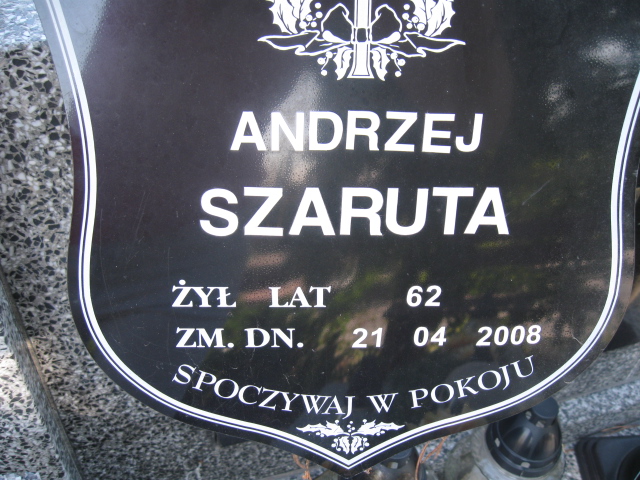 ANDRZEJ
SZARUTA
ŻYŁ LAT 62
ZM. DN. 21 04 2008
SPOCZYWAJ W POKOJU